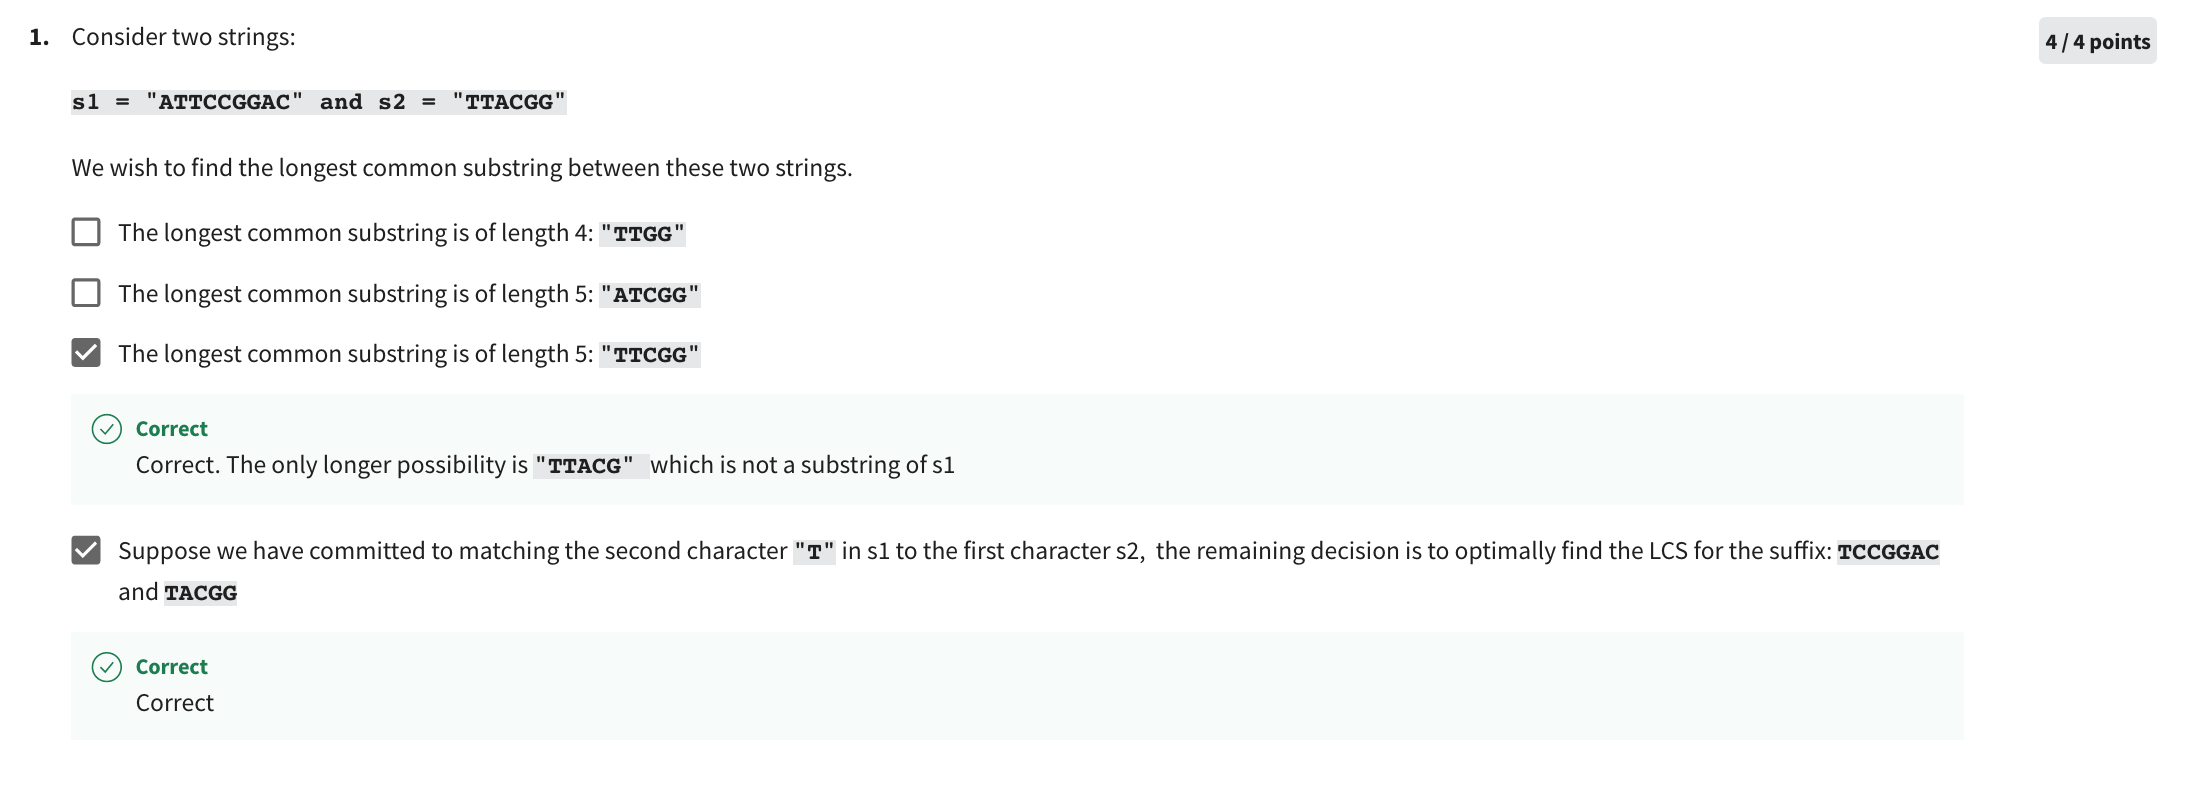 1. Consider two strings:
4 / 4 points
s1 = "ATTCCGGAC" and s2 = "TTACGG"
We wish to find the longest common substring between these two strings.
The longest common substring is of length 4: "TTGG"
The longest common substring is of length 5: "ATCGG"
The longest common substring is of length 5: "TTCGG"
Correct
Correct. The only longer possibility is "TTACG" which is not a substring of s1
Suppose we have committed to matching the second character "T" in s1 to the first character s2, the remaining decision is to optimally find the LCS for the suffix: TCCGGAC
and TACGG
Correct
Correct